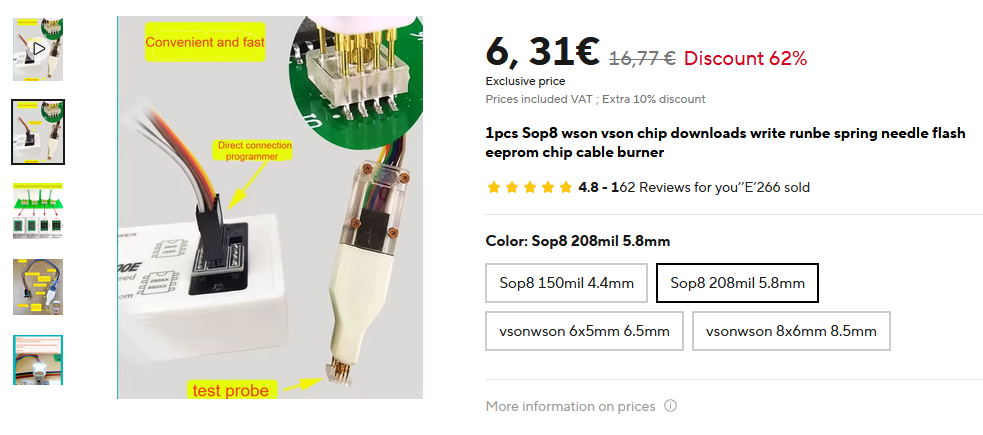 Convenient and fast
Direct connection
programmer
test probe
6, 31€ 16,77 € Discount 62%
Exclusive price
Prices included VAT ; Extra 10% discount
1pcs Sop8 wson vson chip downloads write runbe spring needle flash
eeprom chip cable burner
4.8 - 162 Reviews for you’’E’266 sold
Color: Sop8 208mil 5.8mm
Sop8 150mil 4.4mm
Sop8 208mil 5.8mm
vsonwson 6x5mm 6.5mm
vsonwson 8x6mm 8.5mm
More information on prices